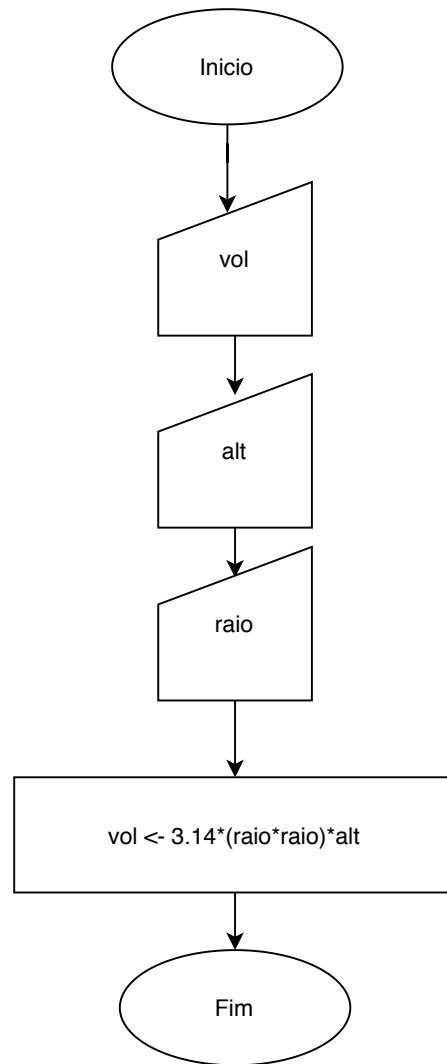 Inicio
vol
alt
raio
vol <- 3.14*(raio*raio)*alt
Fim